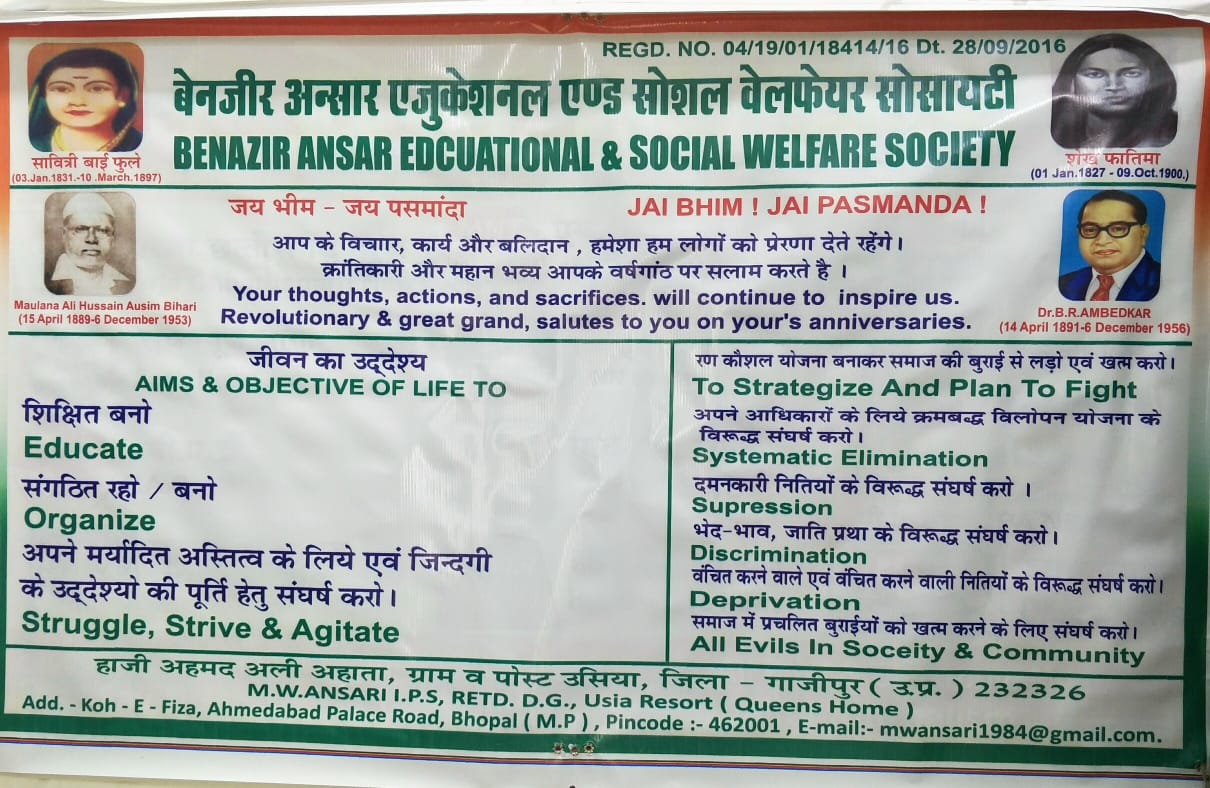 REGD. NO. 04/19/01/18414/16 Dt. 28/09/2016
बेनजीर अन्सार एजुकेशनल एण्ड सोशल वेलफेयर सोसायटी
BENAZIR ANSAR EDCUATIONAL & SOCIAL WELFARE SOCIETY
सावित्री बाई फुले
(03.Jan.1831.-10 .March.1897)
शेख फातिमा
(01 Jan.1827 - 09.Oct.1900.)
जय भीम - जय पसमांदा
JAI BHIM ! JAI PASMANDA !
आप के विचाार, कार्य और बलिदान , हमेशा हम लोगों को प्रेरणा देते रहेंगे।
क्रांतिकारी और महान भव्य आपके वर्षगांठ पर सलाम करते है ।
Your thoughts, actions, and sacrifices. will continue to inspire us.
Revolutionary & great grand, salutes to you on your's anniversaries.
Maulana Ali Hussain Ausim Bihari
(15 April 1889-6 December 1953)
Dr.B.R.AMBEDKAR
(14 April 1891-6 December 1956)
जीवन का उद्देश्य
AIMS & OBJECTIVE OF LIFE TO
शिक्षित बनो
Educate
संगठित रहो / बनो
Organize
अपने मर्यादित अस्तित्व के लिये एवं जिन्दगी
के उद्देश्यो की पूर्ति हेतु संघर्ष करो।
Struggle, Strive & Agitate
रण कौशल योजना बनाकर समाज की बुराई से लड़ो एवं खत्म करो।
To Strategize And Plan To Fight
अपने आधिकारों के लिये क्रमबद्ध विलोपन योजना के
विरूद्ध संघर्ष करो।
Systematic Elimination
दमनकारी नितियों के विरूद्ध संघर्ष करो ।
Supression
भेद-भाव, जाति प्रथा के विरूद्ध संघर्ष करो।
Discrimination
वंचित करने वाले एवं वंचित करने वाली नितियों के विरूद्ध संघर्ष करो।
Deprivation
समाज में प्रचलित बुराईयों को खत्म करने के लिए संघर्ष करो।
All Evils In Soceity & Community
हाजी अहमद अली अहाता, ग्राम व पोस्ट उसिया, जिला - गाजीपुर ( उ.प्र. ) 232326
M.W.ANSARI I.P.S, RETD. D.G., Usia Resort ( Queens Home )
Add. - Koh - E - Fiza, Ahmedabad Palace Road, Bhopal ( M.P ) , Pincode :- 462001 , E-mail:- mwansari1984@gmail.com.